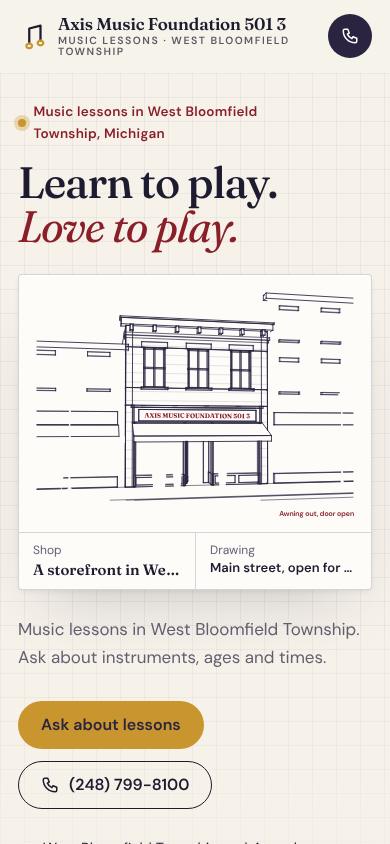 Axis Music Foundation 501 3
MUSIC LESSONS · WEST BLOOMFIELD
TOWNSHIP
Music lessons in West Bloomfield
Township, Michigan
Learn to play.
Love to play.
AXIS MUSIC FOUNDATION 501 3
Awning out, door open
Shop
A storefront in We...
Drawing
Main street, open for ...
Music lessons in West Bloomfield Township.
Ask about instruments, ages and times.
Ask about lessons
(248) 799-8100